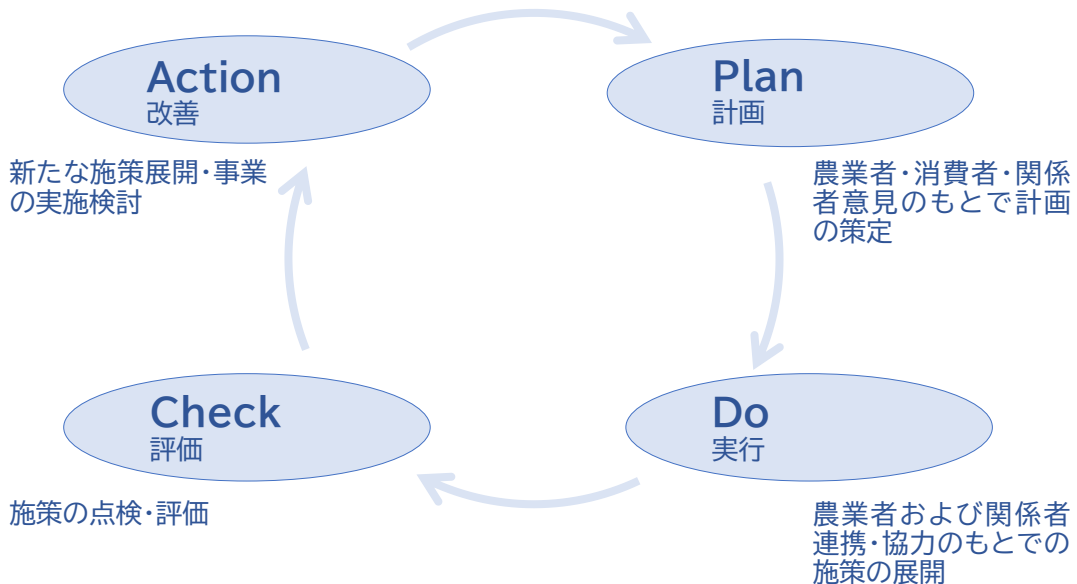 Action
改善
新たな施策展開・事業
の実施検討
Plan
計画
農業者・消費者・関係
者意見のもとで計画
の策定
Do
実行
農業者および関係者
連携・協力のもとでの
施策の展開
Check
評価
施策の点検・評価